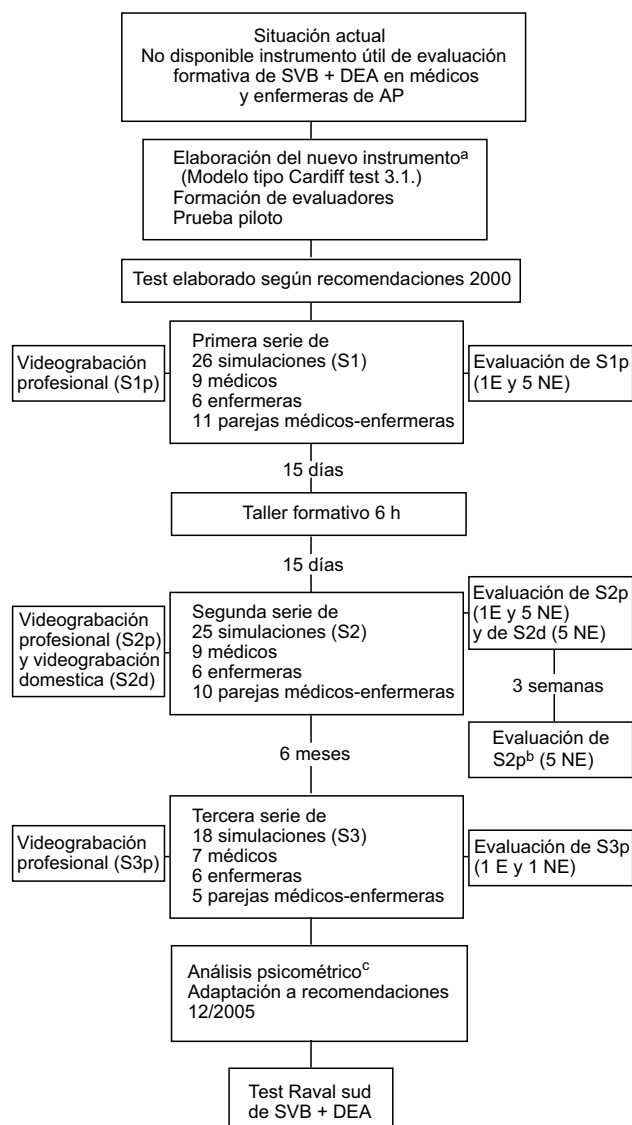 Situación actual
No disponible instrumento útil de evaluación
formativa de SVB + DEA en médicos
y enfermeras de AP
Elaboración del nuevo instrumentoᵃ
(Modelo tipo Cardiff test 3.1.)
Formación de evaluadores
Prueba piloto
Test elaborado según recomendaciones 2000
Videograbación
profesional (S1p)
Primera serie de
26 simulaciones (S1)
9 médicos
6 enfermeras
11 parejas médicos-enfermeras
Evaluación de S1p
(1E y 5 NE)
15 días
Taller formativo 6 h
15 días
Videograbación
profesional (S2p)
y videograbación
domestica (S2d)
Segunda serie de
25 simulaciones (S2)
9 médicos
6 enfermeras
10 parejas médicos-enfermeras
Evaluación de S2p
(1E y 5 NE)
y de S2d (5 NE)
3 semanas
Evaluación de
S2pᵇ (5 NE)
6 meses
Videograbación
profesional (S3p)
Tercera serie de
18 simulaciones (S3)
7 médicos
6 enfermeras
5 parejas médicos-enfermeras
Evaluación de S3p
(1 E y 1 NE)
Análisis psicométricoᶜ
Adaptación a recomendaciones
12/2005
Test Raval sud
de SVB + DEA